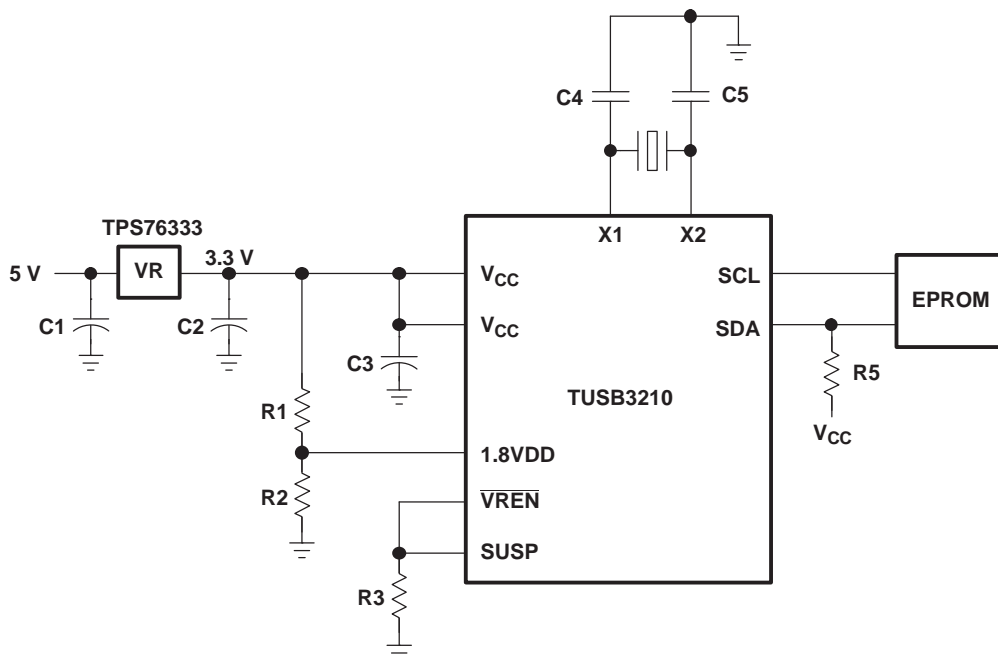 C4
C5
TPS76333
X1
X2
5 V
VR
3.3 V
VCC
SCL
EPROM
C1
C2
VCC
SDA
C3
R5
TUSB3210
R1
VCC
1.8VDD
R2
VREN
SUSP
R3